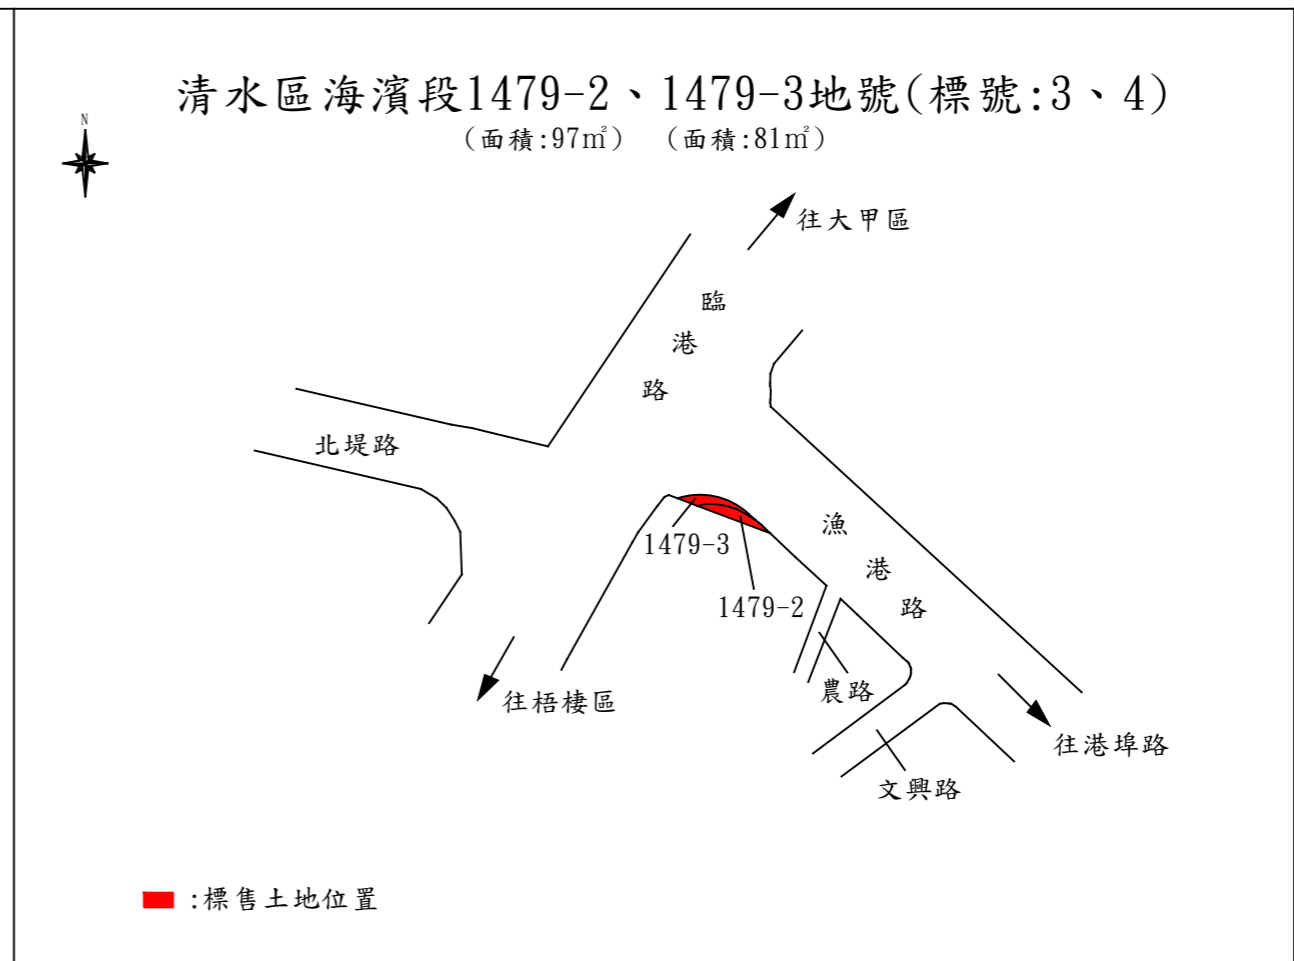 清水區海濱段1479-2、1479-3地號(標號:3、4)
(面積:97㎡) (面積:81㎡)
N
往大甲區
臨港路
北堤路
漁港路
1479-3
1479-2
農路
往梧棲區
往港埠路
文興路
:標售土地位置